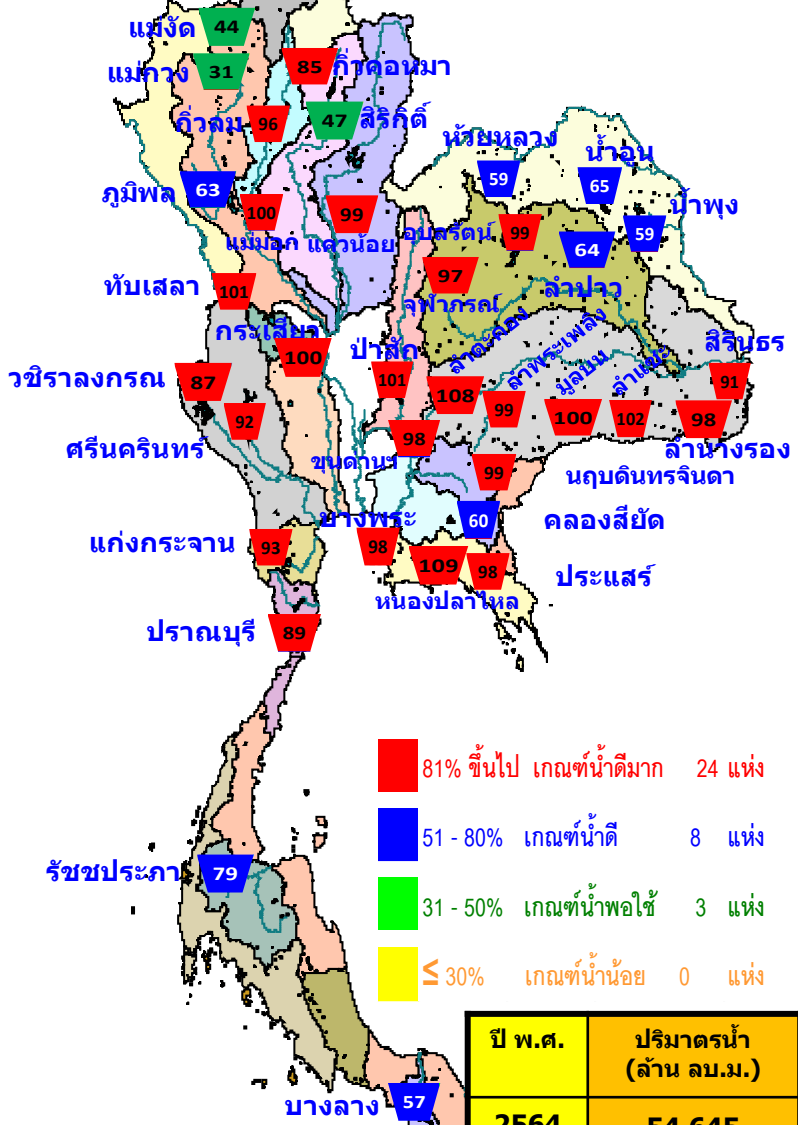 แม่งัด 44
แม่กวง 31
85 กิ่วคอหมา
กิ่วลม 96
47 สิริกิติ์
ห้วยหลวง
59
น้ำอูน
65
ภูมิพล 63
น้ำพุง
59
100
แม่มอก
99
แควน้อย
อุบลรัตน์ 99
64
ลำปาว
97
จุฬาภรณ์
ทับเสลา
101
กระเสียว
100
ป่าสัก
101
ลำตะคอง
108
ลำพระเพลิง
99
มูลบน
100
ลำแชะ
102
สิรินธร
91
วชิราลงกรณ 87
92
ศรีนครินทร์
98
ลำนางรอง
98
ขุนด่านฯ
99
นฤบดินทรจินดา
บางพระ
98
60 คลองสียัด
แก่งกระจาน 93
109
หนองปลาไหล
98 ประแสร์
ปราณบุรี 89
81% ขึ้นไป เกณฑ์น้ำดีมาก 24 แห่ง
51 - 80% เกณฑ์น้ำดี 8 แห่ง
รัชชประภา 79
31 - 50% เกณฑ์น้ำพอใช้ 3 แห่ง
≤ 30% เกณฑ์น้ำน้อย 0 แห่ง
ปี พ.ศ. ปริมาตรน้ำ
(ล้าน ลบ.ม.)
บางลาง 57
2564 54,645